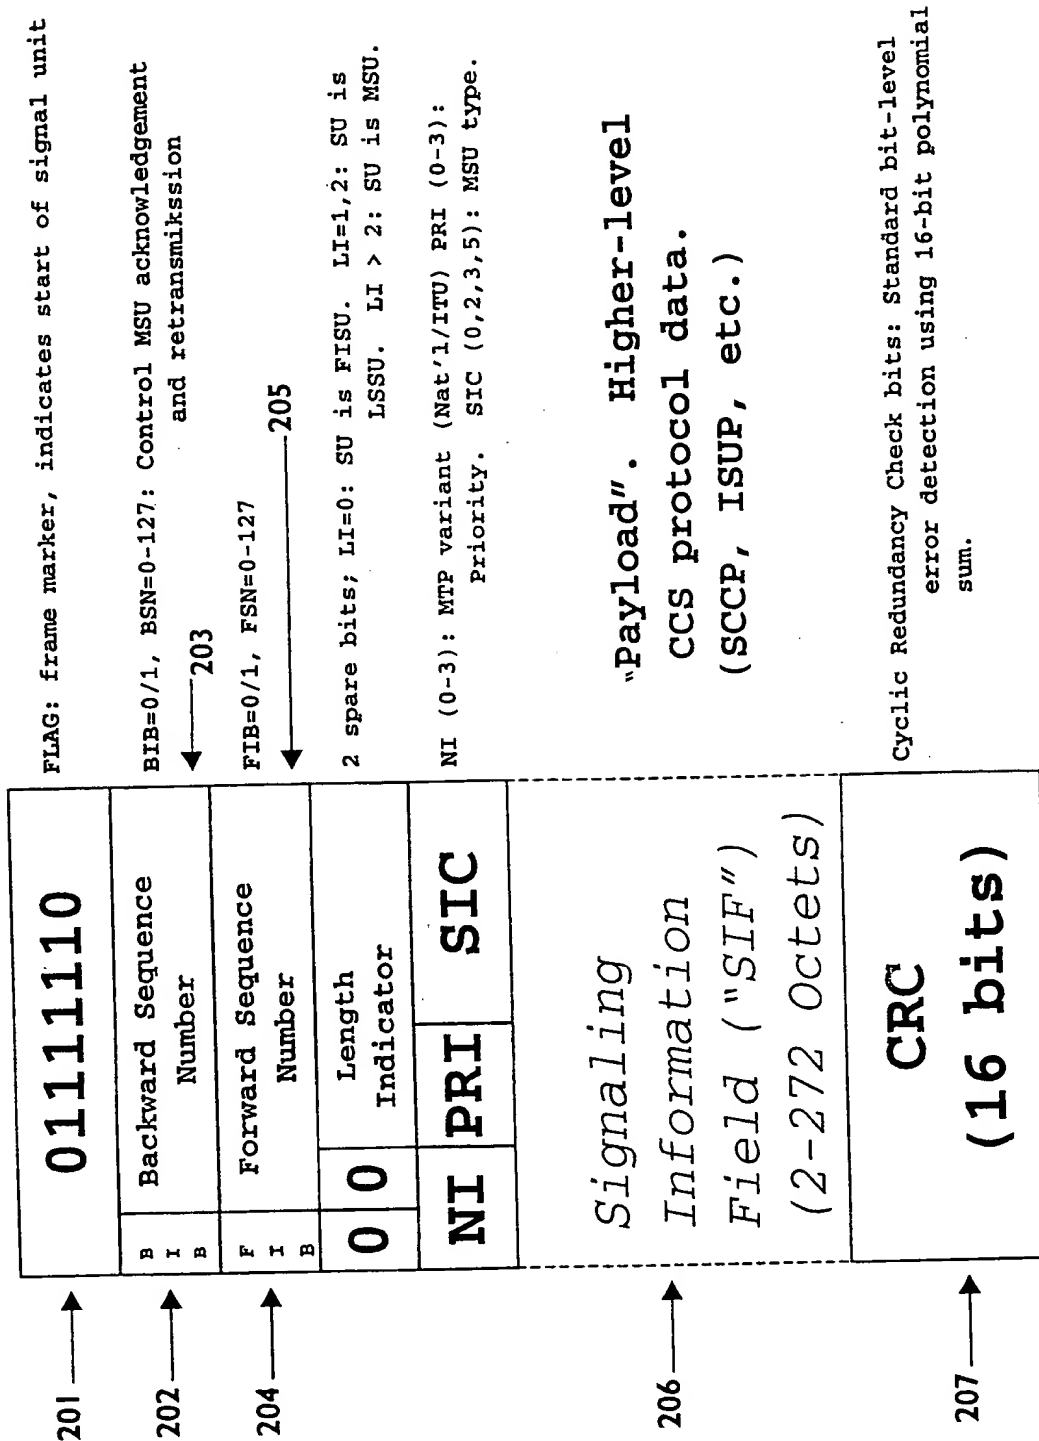 201
01111110
FLAG: frame marker, indicates start of signal unit
202
B
I
B
Backward Sequence
Number
BIB=0/1, BSN=0-127: Control MSU acknowledgement
and retransmikssion
203
204
F
I
B
Forward Sequence
Number
FIB=0/1, FSN=0-127
205
0 0
Length
Indicator
2 spare bits; LI=0: SU is FISU. LI=1,2: SU is
LSSU. LI > 2: SU is MSU.
NI PRI SIC
NI (0-3): MTP variant (Nat'l/ITU) PRI (0-3):
Priority. SIC (0,2,3,5): MSU type.
206
Signaling
Information
Field ("SIF")
(2-272 Octets)
"Payload". Higher-level
CCS protocol data.
(SCCP, ISUP, etc.)
207
CRC
(16 bits)
Cyclic Redundancy Check bits: Standard bit-level
error detection using 16-bit polynomial
sum.